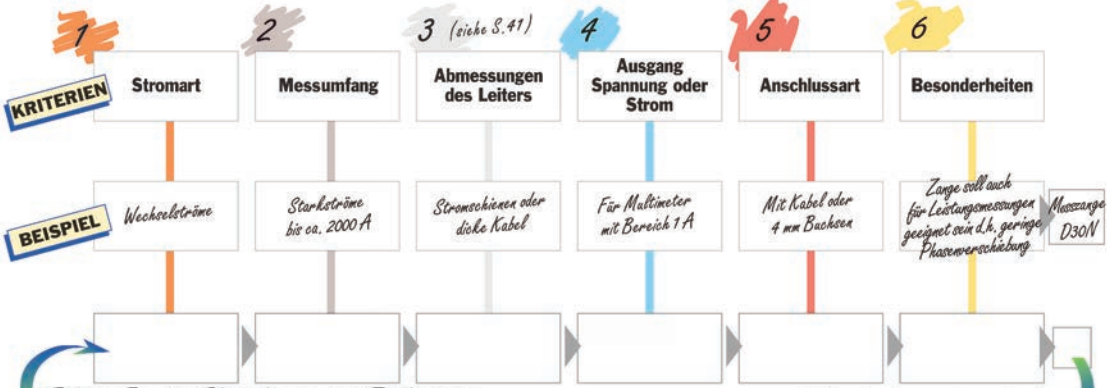 1
2
3 (siehe S.41)
4
5
6
KRITERIEN
Stromart
Messumfang
Abmessungen
des Leiters
Ausgang
Spannung oder
Strom
Anschlussart
Besonderheiten
BEISPIEL
Wechselströme
Starkströme
bis ca. 2000 A
Stromschienen oder
dicke Kabel
Für Multimeter
mit Bereich 1 A
Mit Kabel oder
4 mm Buchsen
Zange soll auch
für Leistungsmessungen
geeignet sein d.h. geringe
Phasenverschiebung
Messzange
D30N